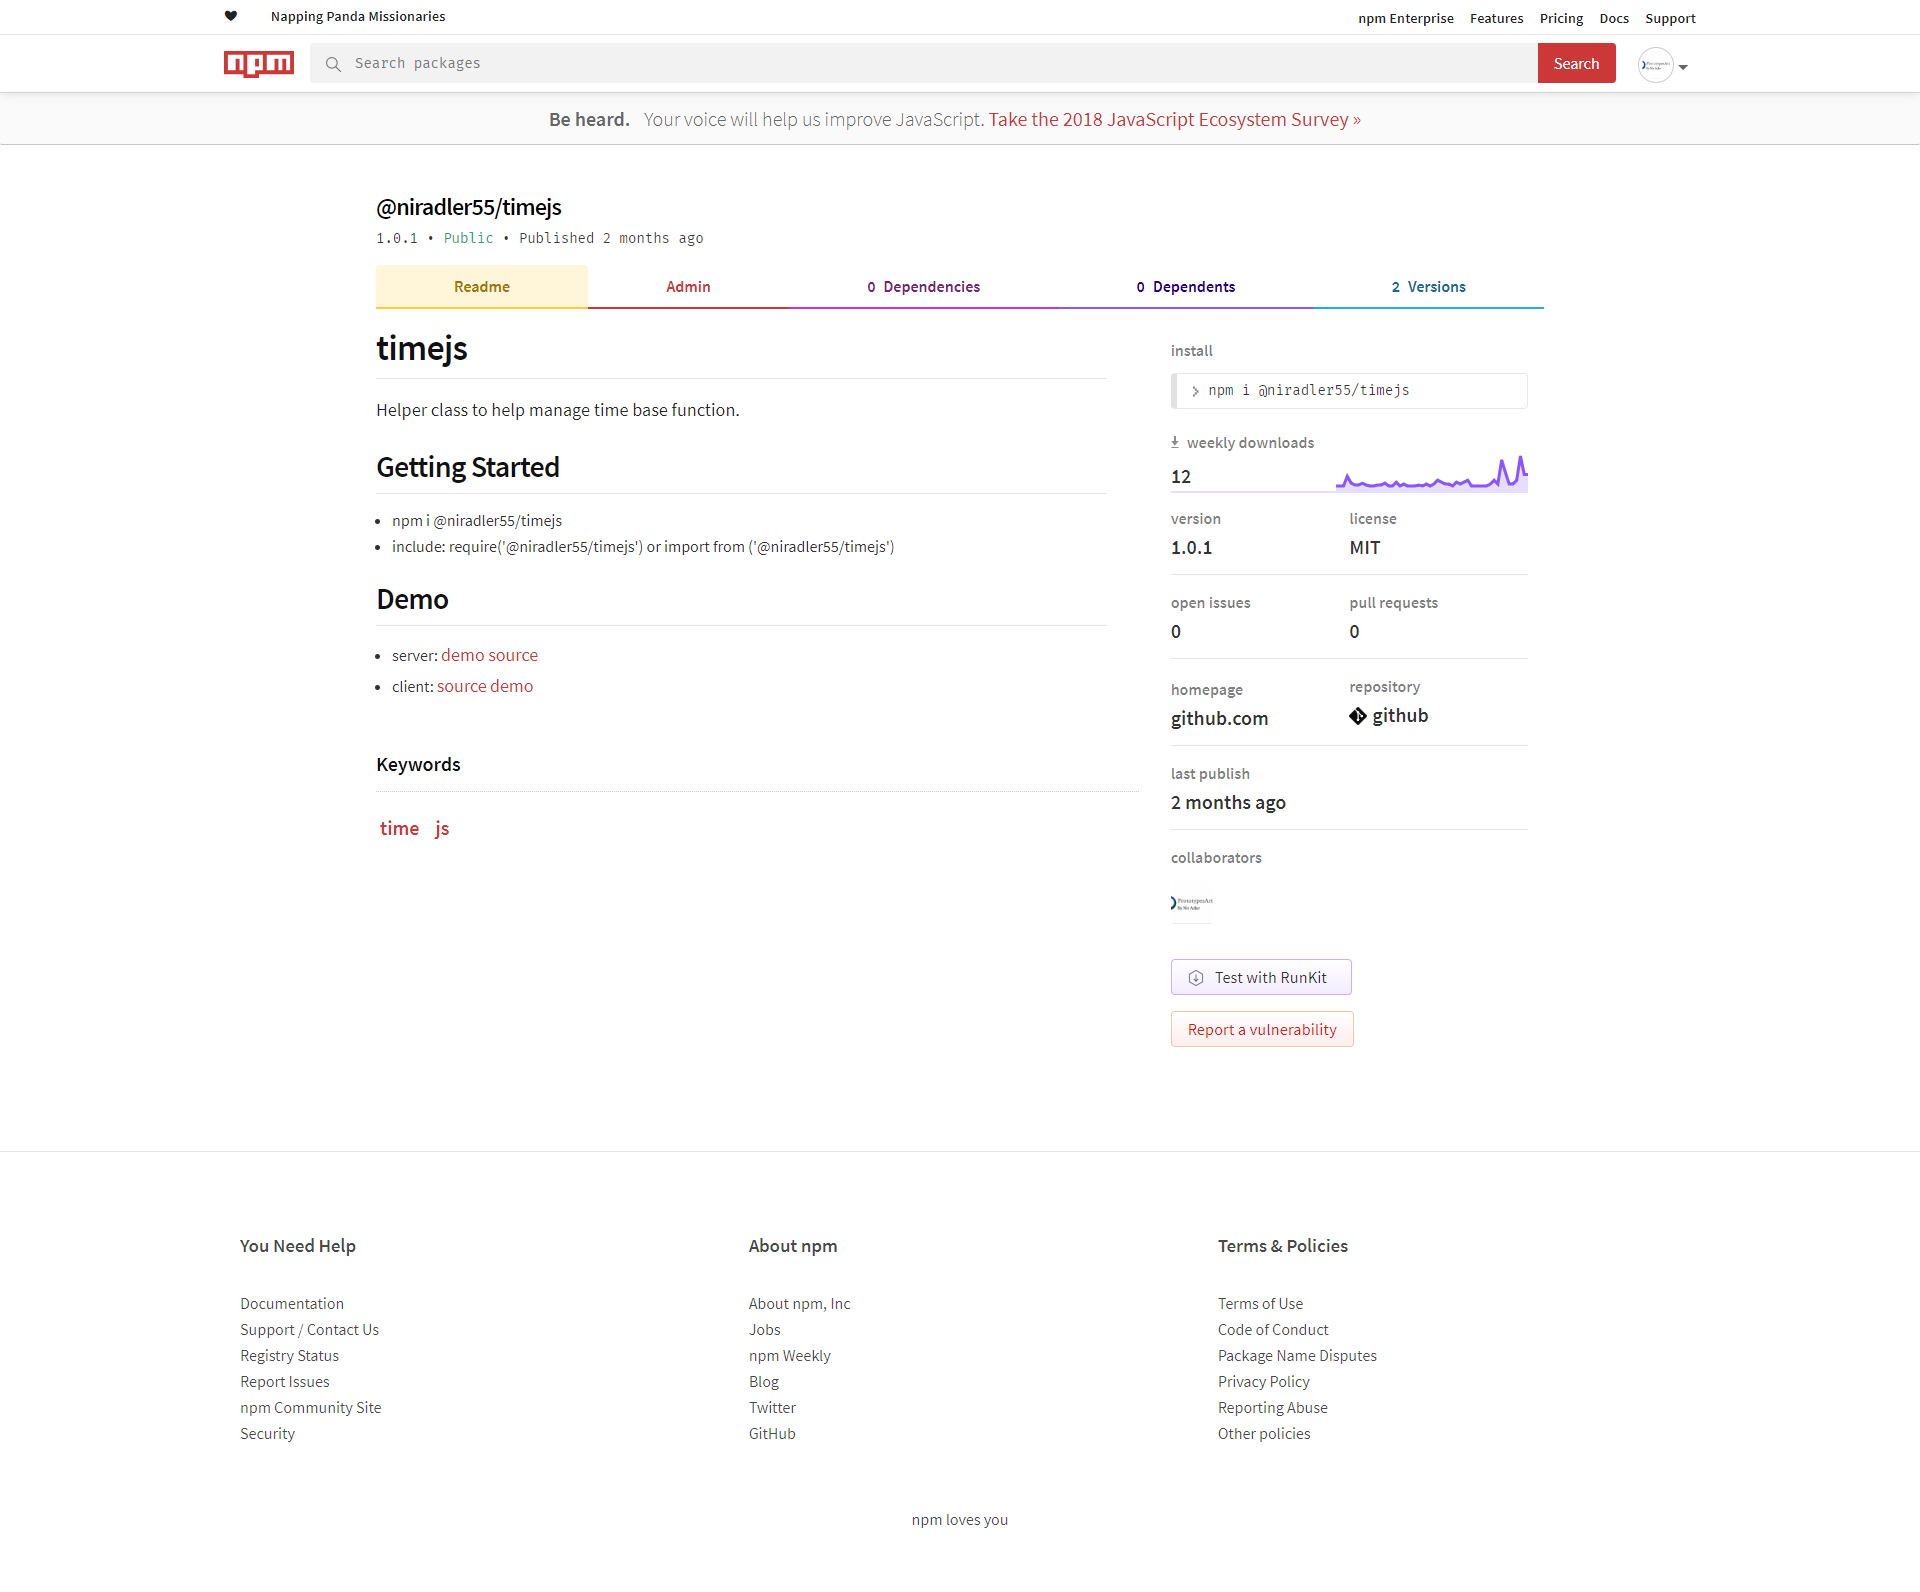 Napping Panda Missionaries
npm Enterprise Features Pricing Docs Support
npm
Search packages
Search
Be heard. Your voice will help us improve JavaScript. Take the 2018 JavaScript Ecosystem Survey »
@niradler55/timejs
1.0.1 • Public • Published 2 months ago
Readme
Admin
0 Dependencies
0 Dependents
2 Versions
timejs
Helper class to help manage time base function.
Getting Started
• npm i @niradler55/timejs
• include: require('@niradler55/timejs') or import from ('@niradler55/timejs')
Demo
• server: demo source
• client: source demo
Keywords
time js
install
npm i @niradler55/timejs
weekly downloads
12
version
1.0.1
license
MIT
open issues
0
pull requests
0
homepage
github.com
repository
github
last publish
2 months ago
collaborators
PrototypesArt
By Nir Adler
Test with RunKit
Report a vulnerability
You Need Help
Documentation
Support / Contact Us
Registry Status
Report Issues
npm Community Site
Security
About npm
About npm, Inc
Jobs
npm Weekly
Blog
Twitter
GitHub
Terms & Policies
Terms of Use
Code of Conduct
Package Name Disputes
Privacy Policy
Reporting Abuse
Other policies
npm loves you